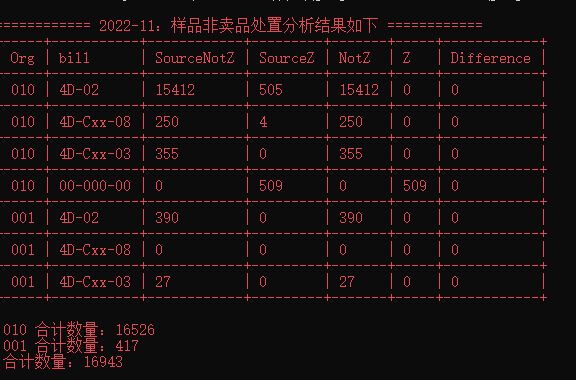 =========== 2022-11: 样品非卖品处置分析结果如下 ============
Org | bill | SourceNotZ | SourceZ | NotZ | Z | Difference |
010 | 4D-02 | 15412 | 505 | 15412 | 0 | 0 |
010 | 4D-Cxx-08 | 250 | 4 | 250 | 0 | 0 |
010 | 4D-Cxx-03 | 355 | 0 | 355 | 0 | 0 |
010 | 00-000-00 | 0 | 509 | 0 | 509 | 0 |
001 | 4D-02 | 390 | 0 | 390 | 0 | 0 |
001 | 4D-Cxx-08 | 0 | 0 | 0 | 0 | 0 |
001 | 4D-Cxx-03 | 27 | 0 | 27 | 0 | 0 |
010 合计数量: 16526
001 合计数量: 417
合计数量: 16943